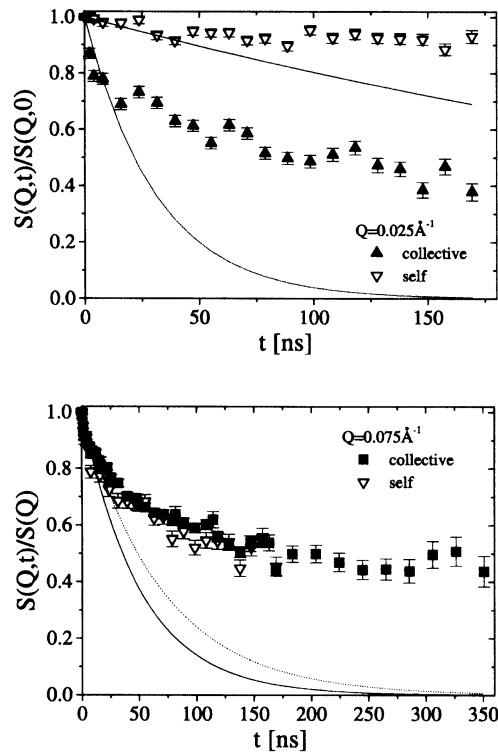 S(Q,t)/S(Q,0)
1.0
0.8
0.6
0.4
0.2
0.0
Q=0.025Å⁻¹
collective
self
0
50
100
150
t [ns]
S(Q,t)/S(Q)
1.0
0.8
0.6
0.4
0.2
0.0
Q=0.075Å⁻¹
collective
self
0
50
100
150
200
250
300
350
t [ns]